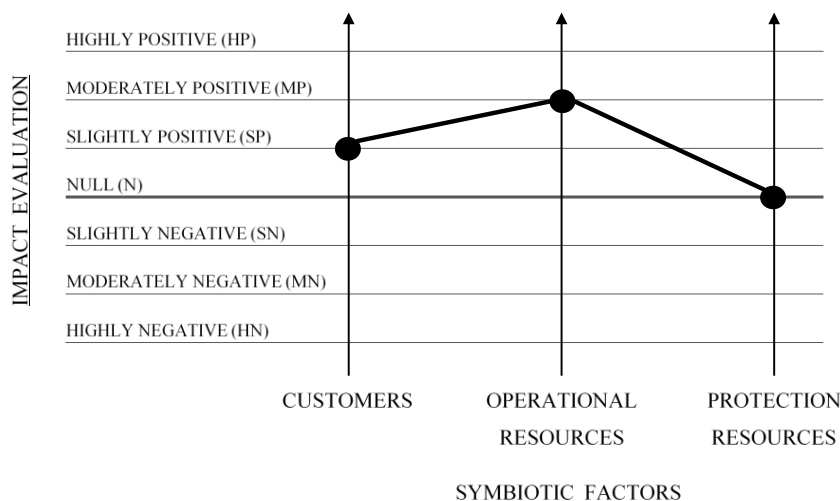 HIGHLY POSITIVE (HP)
MODERATELY POSITIVE (MP)
SLIGHTLY POSITIVE (SP)
NULL (N)
SLIGHTLY NEGATIVE (SN)
MODERATELY NEGATIVE (MN)
HIGHLY NEGATIVE (HN)
IMPACT EVALUATION
CUSTOMERS
OPERATIONAL
RESOURCES
PROTECTION
RESOURCES
SYMBIOTIC FACTORS